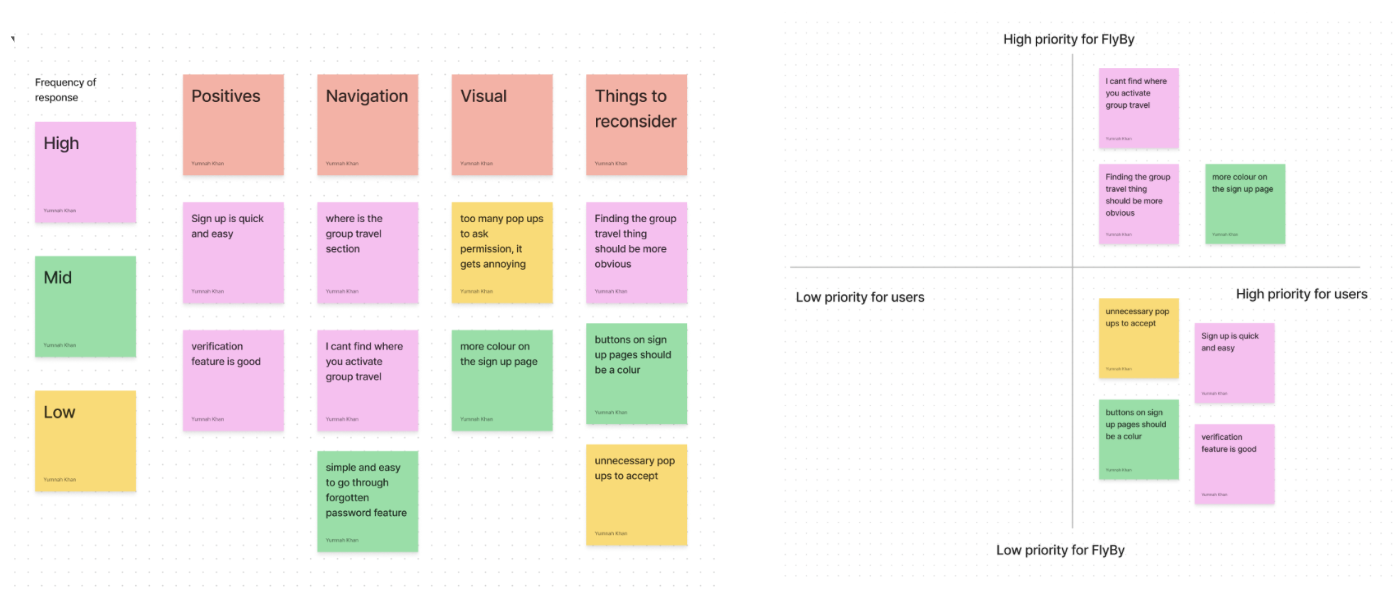 Frequency of
response
High
Yumnah Khan
Mid
Yumnah Khan
Low
Yumnah Khan
Positives
Yumnah Khan
Sign up is quick
and easy
Yumnah Khan
verification
feature is good
Yumnah Khan
Navigation
Yumnah Khan
where is the
group travel
section
Yumnah Khan
I cant find where
you activate
group travel
Yumnah Khan
simple and easy
to go through
forgotten
password feature
Yumnah Khan
Visual
Yumnah Khan
too many pop ups
to ask
permission, it
gets annoying
Yumnah Khan
more colour on
the sign up page
Yumnah Khan
Things to
reconsider
Yumnah Khan
Finding the group
travel thing
should be more
obvious
Yumnah Khan
buttons on sign
up pages should
be a colur
Yumnah Khan
unnecessary pop
ups to accept
Yumnah Khan
High priority for FlyBy
I cant find where
you activate
group travel
Yumnah Khan
Finding the group
travel thing
should be more
obvious
Yumnah Khan
more colour on
the sign up page
Yumnah Khan
Low priority for users
High priority for users
unnecessary pop
ups to accept
Yumnah Khan
Sign up is quick
and easy
Yumnah Khan
buttons on sign
up pages should
be a colur
Yumnah Khan
verification
feature is good
Yumnah Khan
Low priority for FlyBy